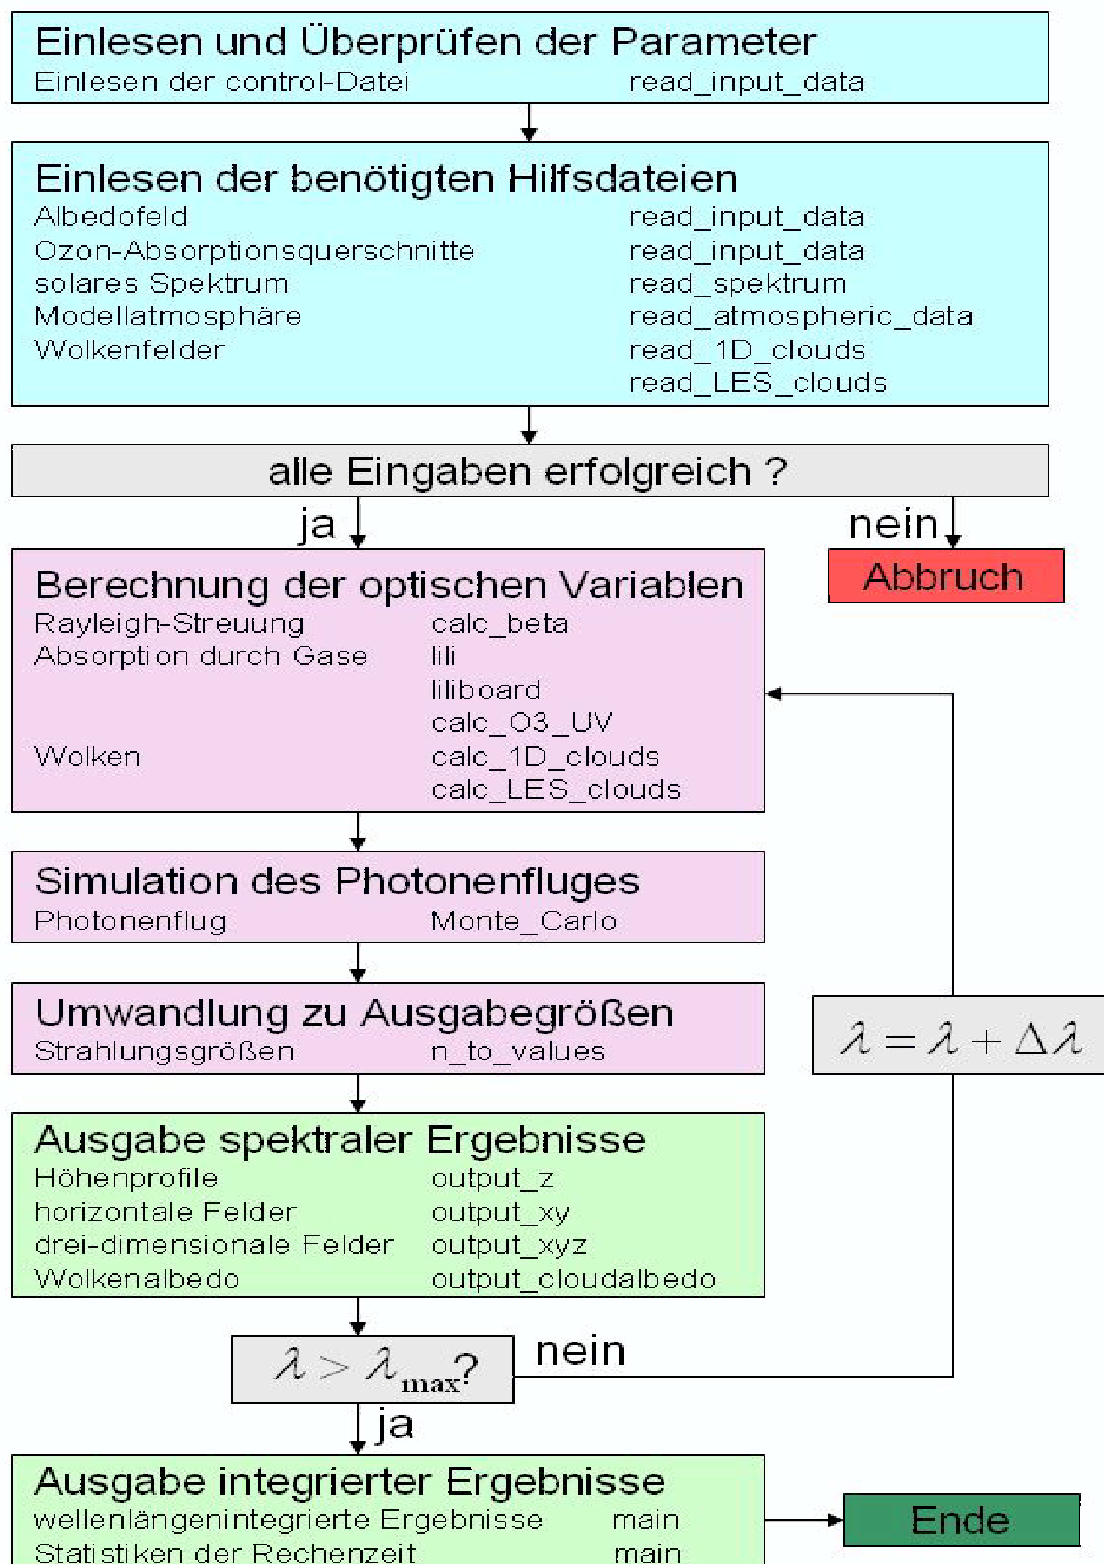 Einlesen und Überprüfen der Parameter
Einlesen der control-Datei read_input_data
Einlesen der benötigten Hilfsdateien
Albedofeld read_input_data
Ozon-Absorptionsquerschnitte read_input_data
solares Spektrum read_spektrum
Modellatmosphäre read_atmospheric_data
Wolkenfelder read_1D_clouds
read_LES_clouds
alle Eingaben erfolgreich ?
ja nein
Abbruch
Berechnung der optischen Variablen
Rayleigh-Streuung calc_beta
Absorption durch Gase lili
liliboard
calc_O3_UV
Wolken calc_1D_clouds
calc_LES_clouds
Simulation des Photonenfluges
Photonenflug Monte_Carlo
Umwandlung zu Ausgabegrößen
Strahlungsgrößen n_to_values
λ = λ + Δλ
Ausgabe spektraler Ergebnisse
Höhenprofile output_z
horizontale Felder output_xy
drei-dimensionale Felder output_xyz
Wolkenalbedo output_cloudalbedo
λ > λmax?
nein
ja
Ausgabe integrierter Ergebnisse
wellenlängenintegrierte Ergebnisse main
Statistiken der Rechenzeit main
Ende